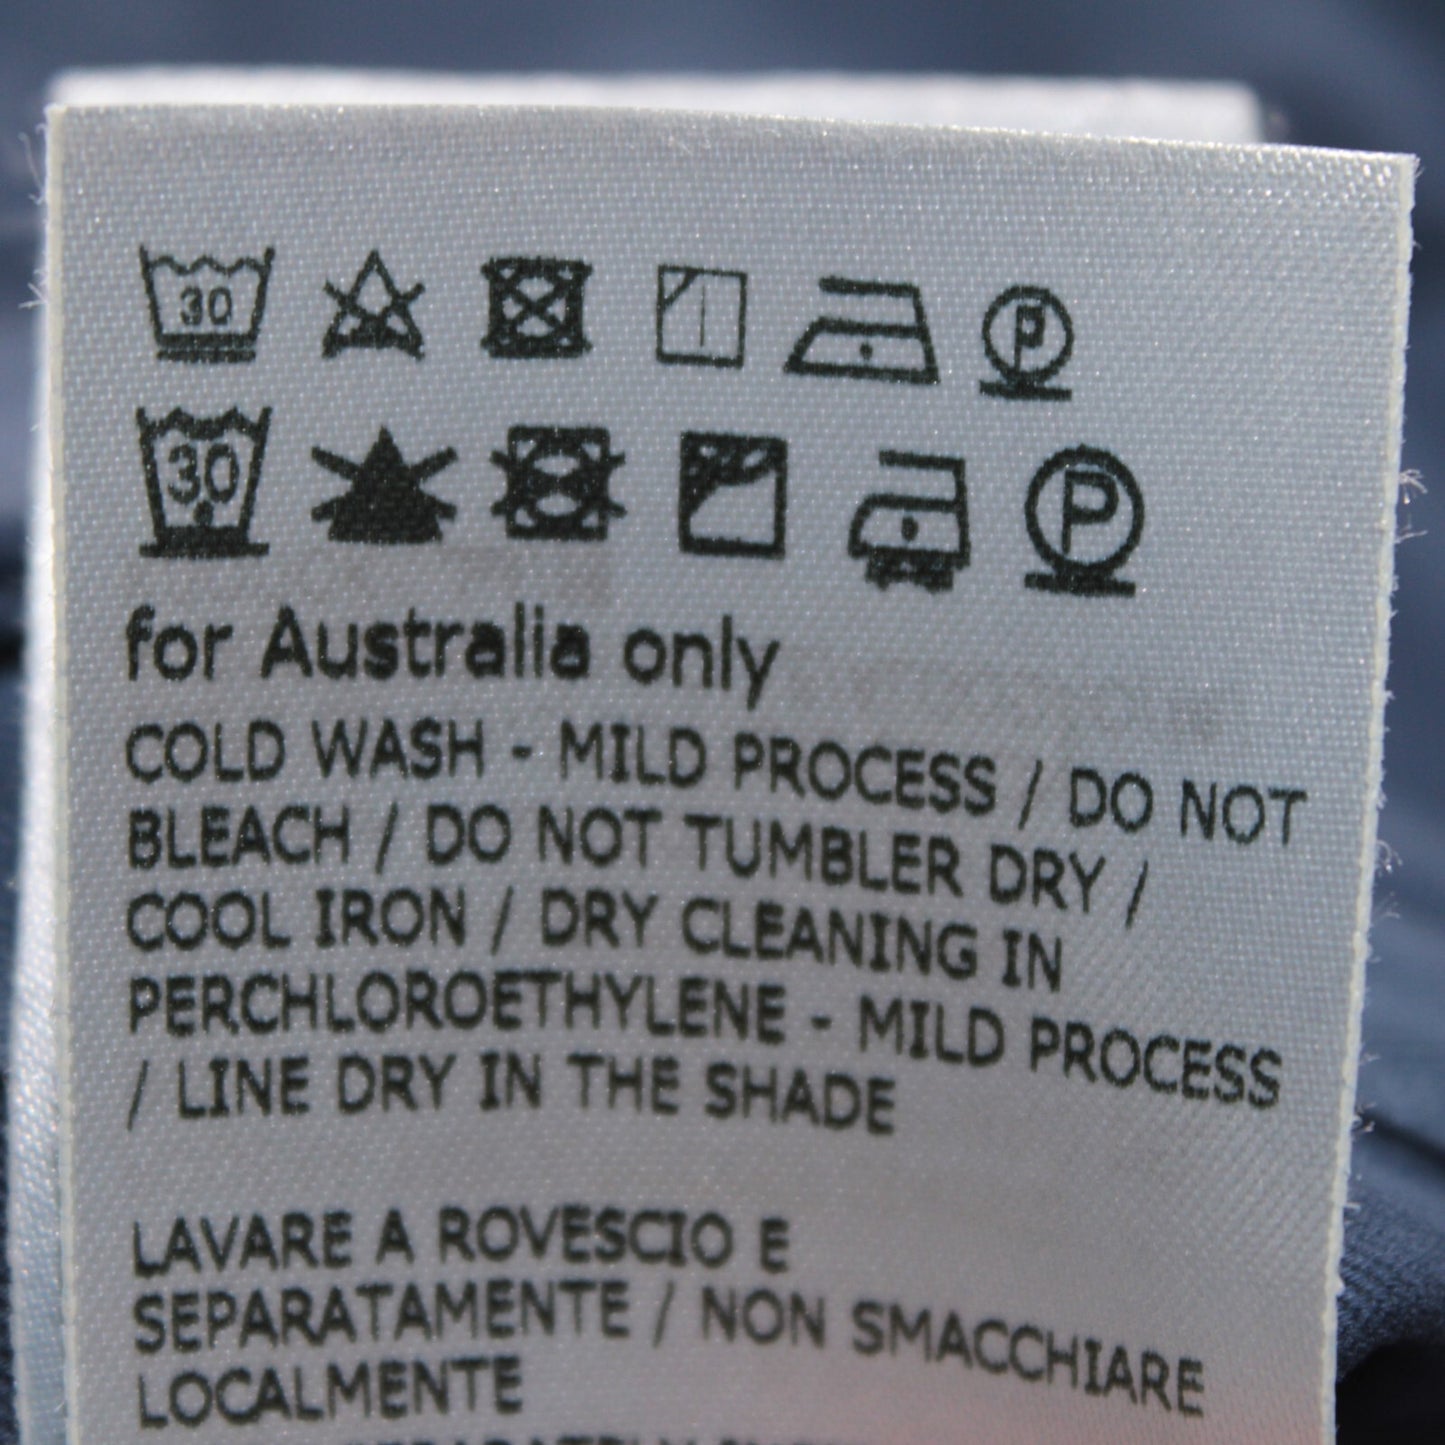 30
P
30
P
for Australia only
COLD WASH - MILD PROCESS / DO NOT
BLEACH / DO NOT TUMBLER DRY /
COOL IRON / DRY CLEANING IN
PERCHLOROETHYLENE - MILD PROCESS
/ LINE DRY IN THE SHADE
LAVARE A ROVESCIO E
SEPARATAMENTE / NON SMACCHIARE
LOCALMENTE